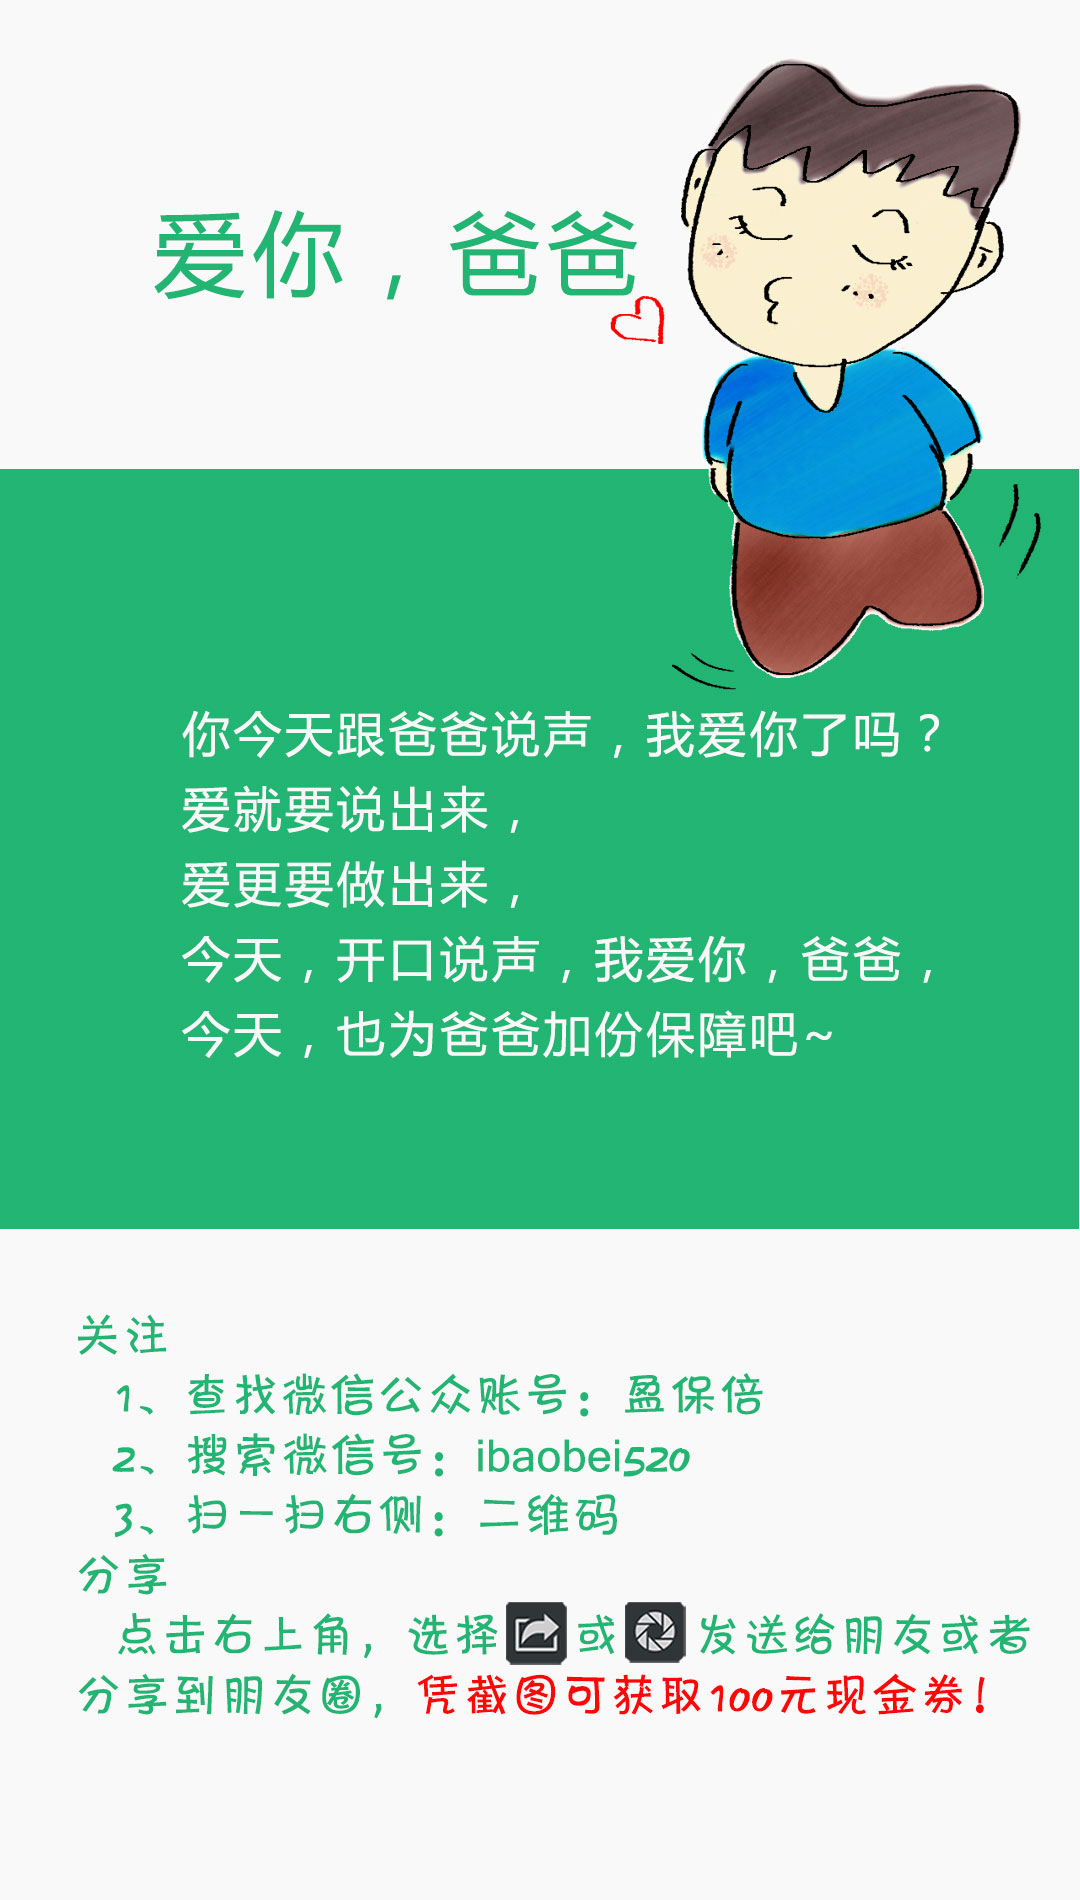 爱你，爸爸
你今天跟爸爸说声，我爱你了吗？
爱就要说出来，
爱更要做出来，
今天，开口说声，我爱你，爸爸，
今天，也为爸爸加份保障吧~
关注
1、查找微信公众账号：盈保倍
2、搜索微信号：ibaobei520
3、扫一扫右侧：二维码
分享
点击右上角，选择或发送给朋友或者
分享到朋友圈，凭截图可获取100元现金券！